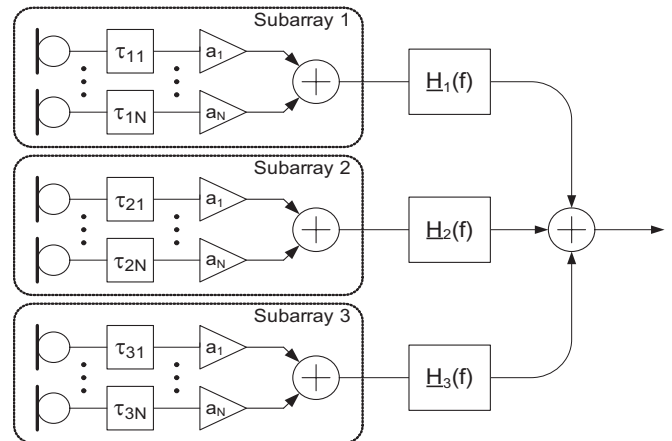 Subarray 1
τ11 a1
H1(f)
τ1N aN
Subarray 2
τ21 a1
H2(f)
τ2N aN
Subarray 3
τ31 a1
H3(f)
τ3N aN